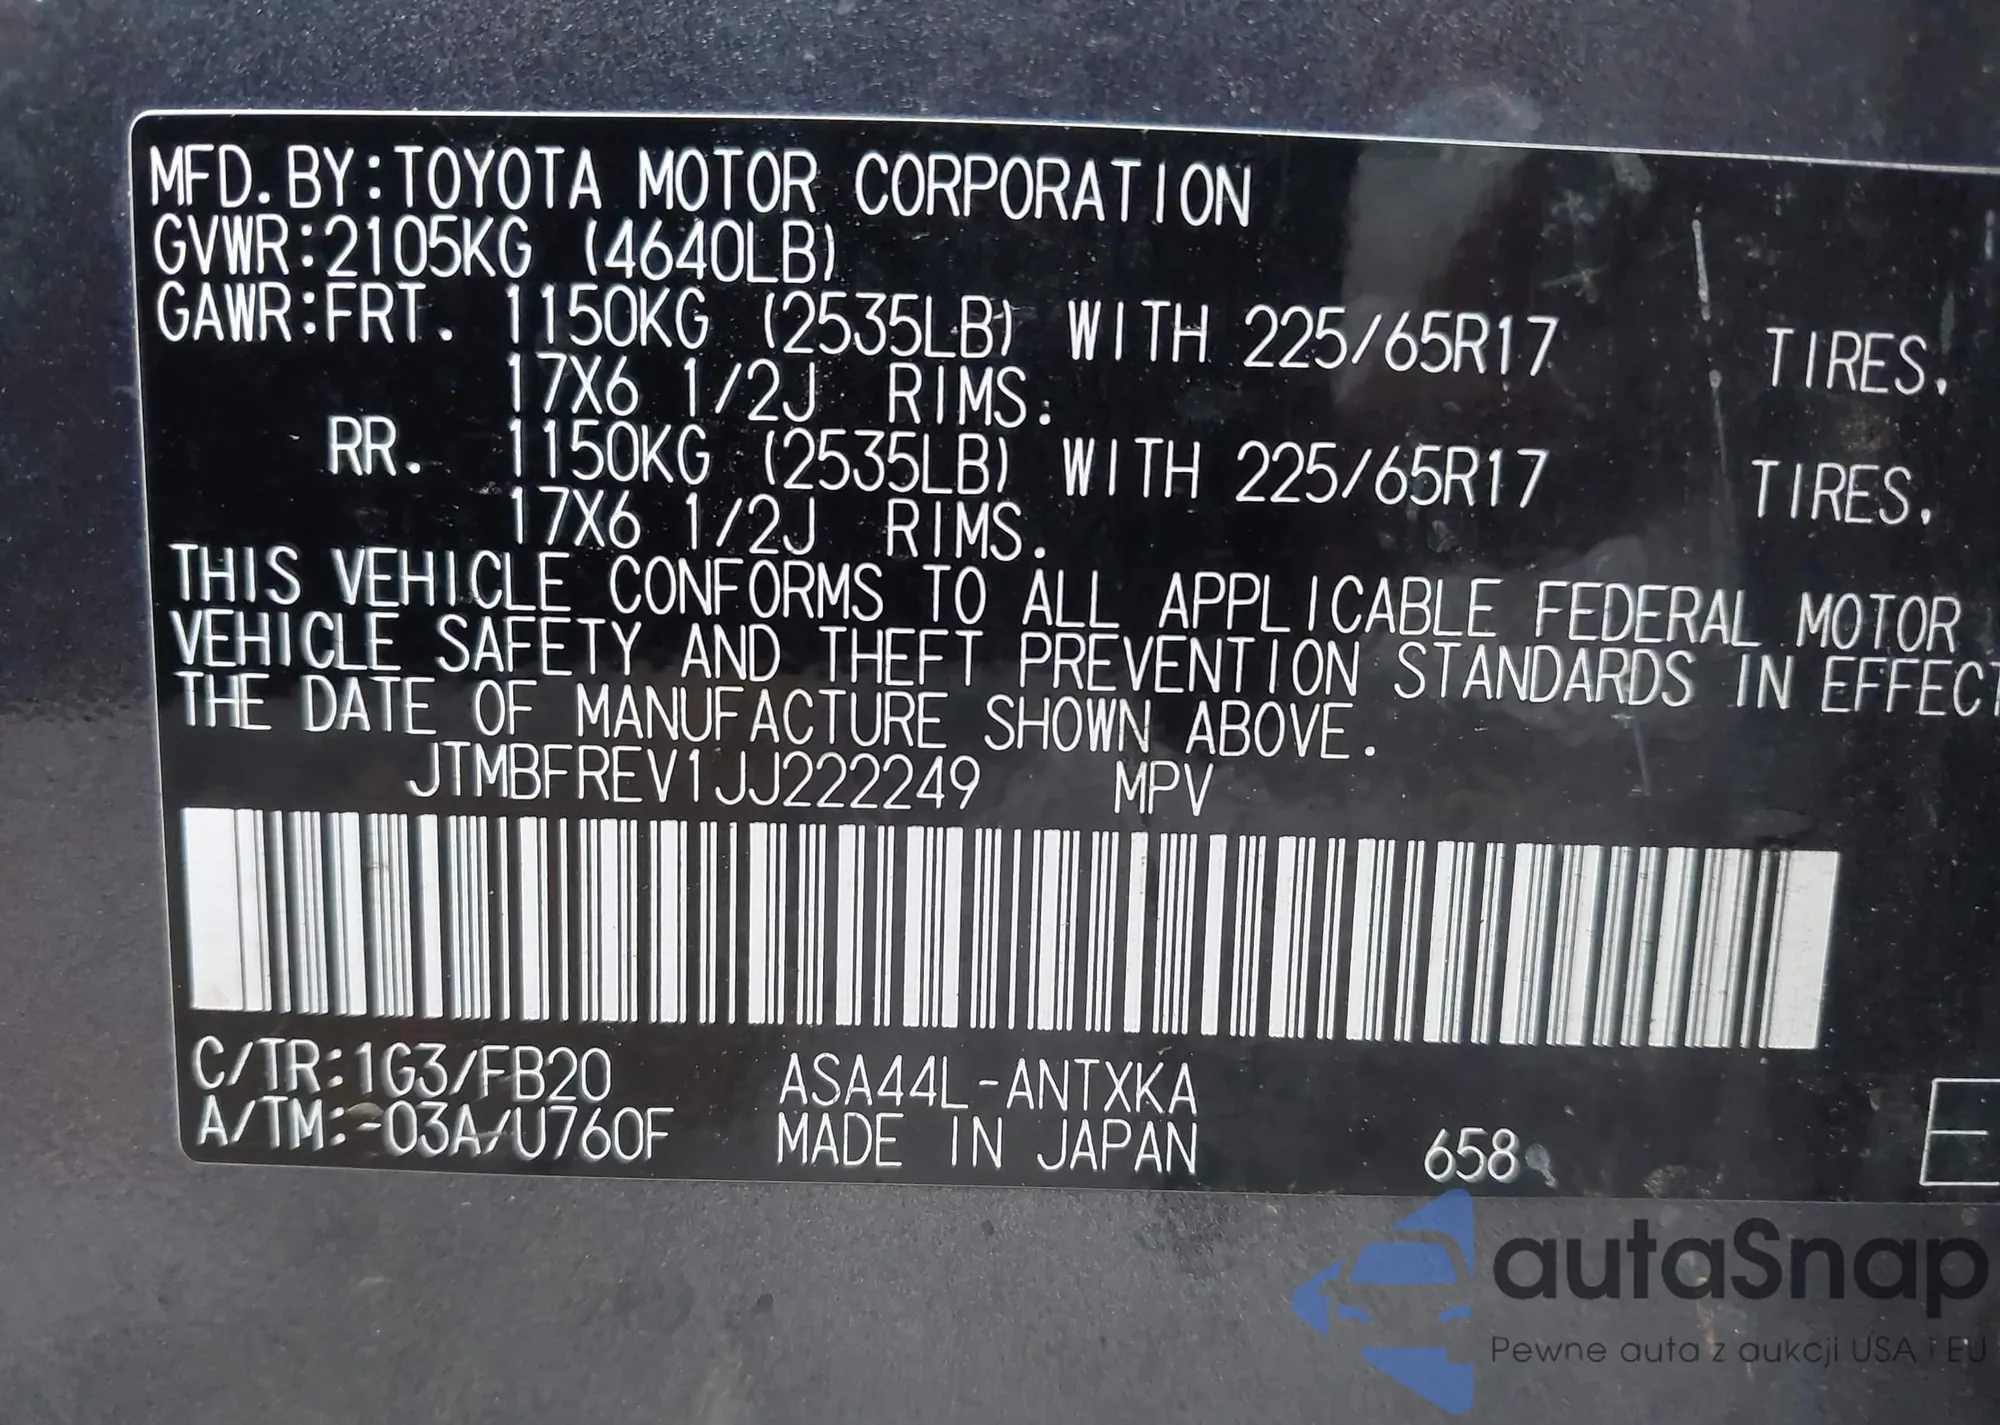 MFD.BY:TOYOTA MOTOR CORPORATION
GVWR:2105KG (4640LB)
GAWR:FRT. 1150KG (2535LB) WITH 225/65R17 TIRES,
17X6 1/2J RIMS.
RR. 1150KG (2535LB) WITH 225/65R17 TIRES,
17X6 1/2J RIMS.
THIS VEHICLE CONFORMS TO ALL APPLICABLE FEDERAL MOTOR
VEHICLE SAFETY AND THEFT PREVENTION STANDARDS IN EFFECT
THE DATE OF MANUFACTURE SHOWN ABOVE.
JTMBFREV1JJ222249 MPV
C/TR:1G3/FB20 ASA44L-ANTXKA
A/TM:-03A/U760F MADE IN JAPAN 658
autaSnap
Pewne auta z aukcji USA i EU